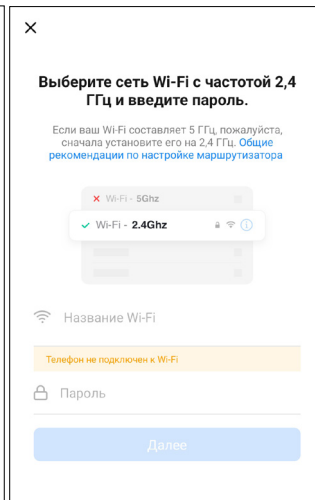 Выберите сеть Wi-Fi с частотой 2,4
ГГц и введите пароль.
Если ваш Wi-Fi составляет 5 ГГц, пожалуйста,
сначала установите его на 2,4 ГГц. Общие
рекомендации по настройке маршрутизатора
Wi-Fi - 5Ghz
Wi-Fi - 2.4Ghz
Название Wi-Fi
Телефон не подключен к Wi-Fi
Пароль
Далее